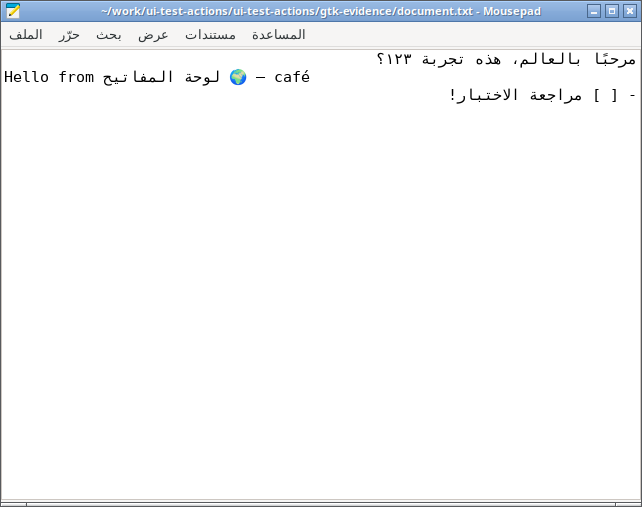 ~/work/ui-test-actions/ui-test-actions/gtk-evidence/document.txt - Mousepad
الملف حرّر بحث عرض مستندات المساعدة
مرحبًا بالعالم، هذه تجربة ١٢٣؟
Hello from لوحة المفاتيح 🌍 — café
- [ ] مراجعة الاختبار!